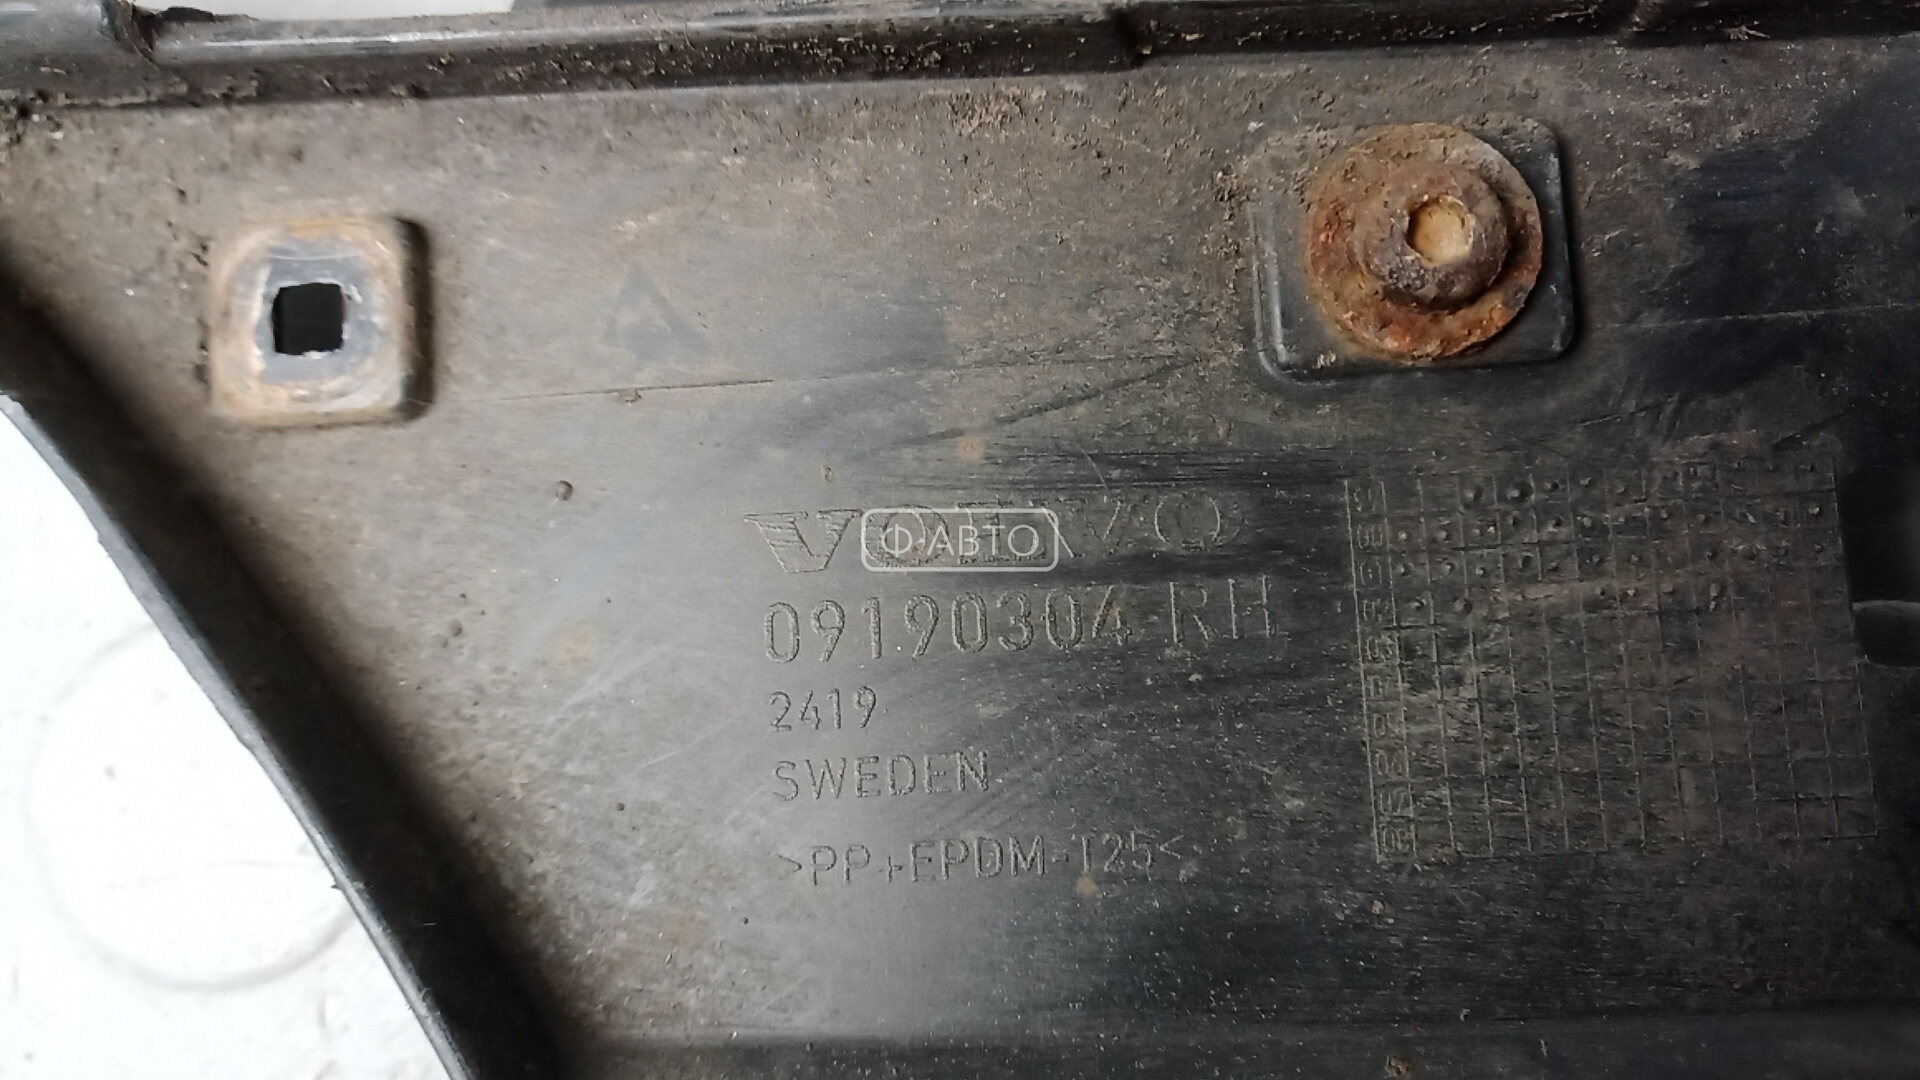 VOLVO
Ф-АВТО
09190304 RH
2419
SWEDEN
>PP+EPDM-T25<